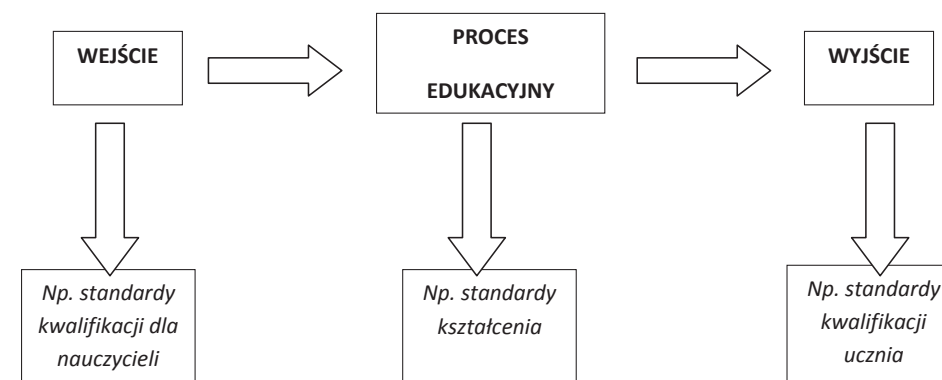 WEJŚCIE
PROCES
EDUKACYJNY
WYJŚCIE
Np. standardy
kwalifikacji dla
nauczycieli
Np. standardy
kształcenia
Np. standardy
kwalifikacji
ucznia